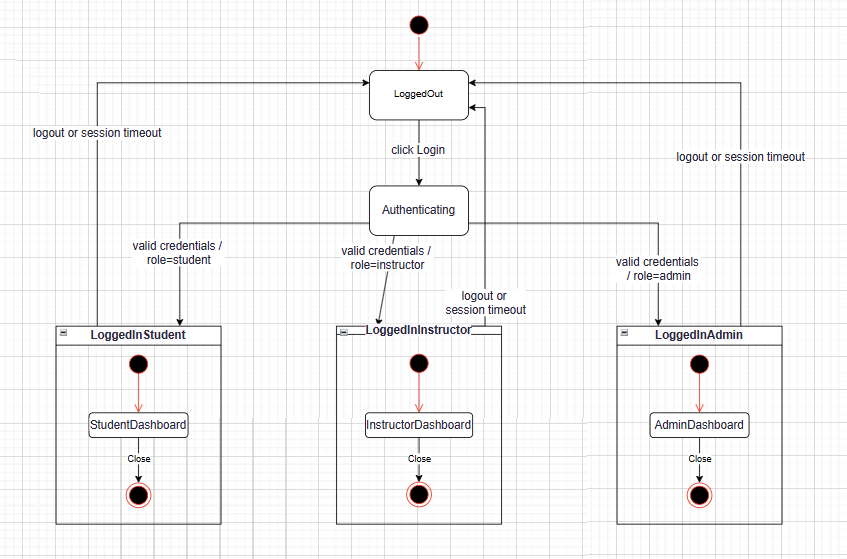 LoggedOut
logout or session timeout
click Login
logout or session timeout
Authenticating
valid credentials /
role=student
valid credentials /
role=instructor
valid credentials
/ role=admin
logout or
session timeout
LoggedInStudent
LoggedInInstructor
LoggedInAdmin
StudentDashboard
InstructorDashboard
AdminDashboard
Close
Close
Close